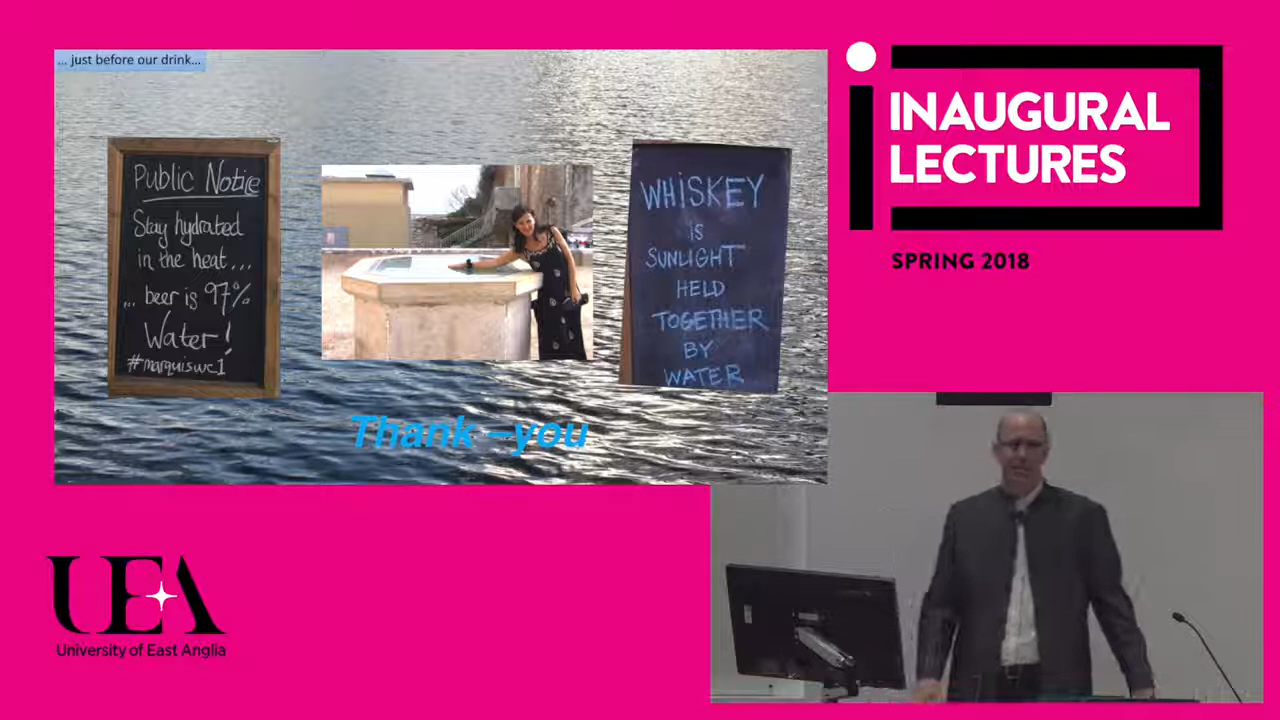 ... just before our drink...
Public Notice
Stay hydrated
in the heat...
... beer is 97%
Water!
#marquiswc1
WHiSKEY
is
SUNLIGHT
HELD
TOGETHER
BY
WATER
Thank –you
INAUGURAL
LECTURES
SPRING 2018
UEA
University of East Anglia